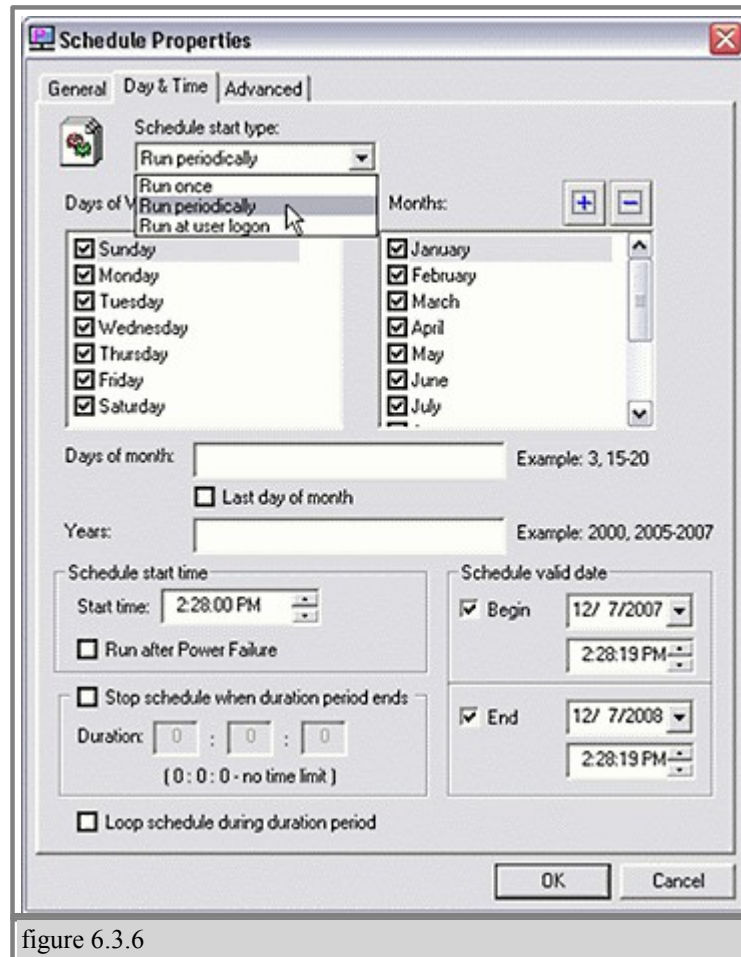 Schedule Properties
General Day & Time Advanced
Schedule start type:
Run periodically
Run once
Run periodically
Run at user logon
Days of Months:
Sunday
Monday
Tuesday
Wednesday
Thursday
Friday
Saturday
January
February
March
April
May
June
July
Days of month: Example: 3, 15-20
Last day of month
Years: Example: 2000, 2005-2007
Schedule start time
Start time: 2:28:00 PM
Run after Power Failure
Schedule valid date
Begin 12/ 7/2007
2:28:19 PM
Stop schedule when duration period ends
Duration: 0 : 0 : 0
( 0 : 0 : 0 - no time limit )
End 12/ 7/2008
2:28:19 PM
Loop schedule during duration period
OK Cancel
figure 6.3.6